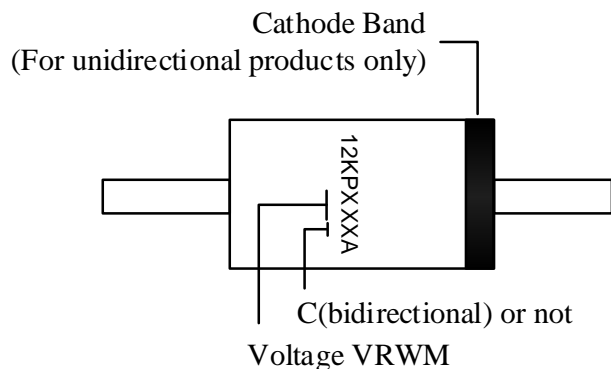 Cathode Band
(For unidirectional products only)
12KPXXXA
C(bidirectional) or not
Voltage VRWM